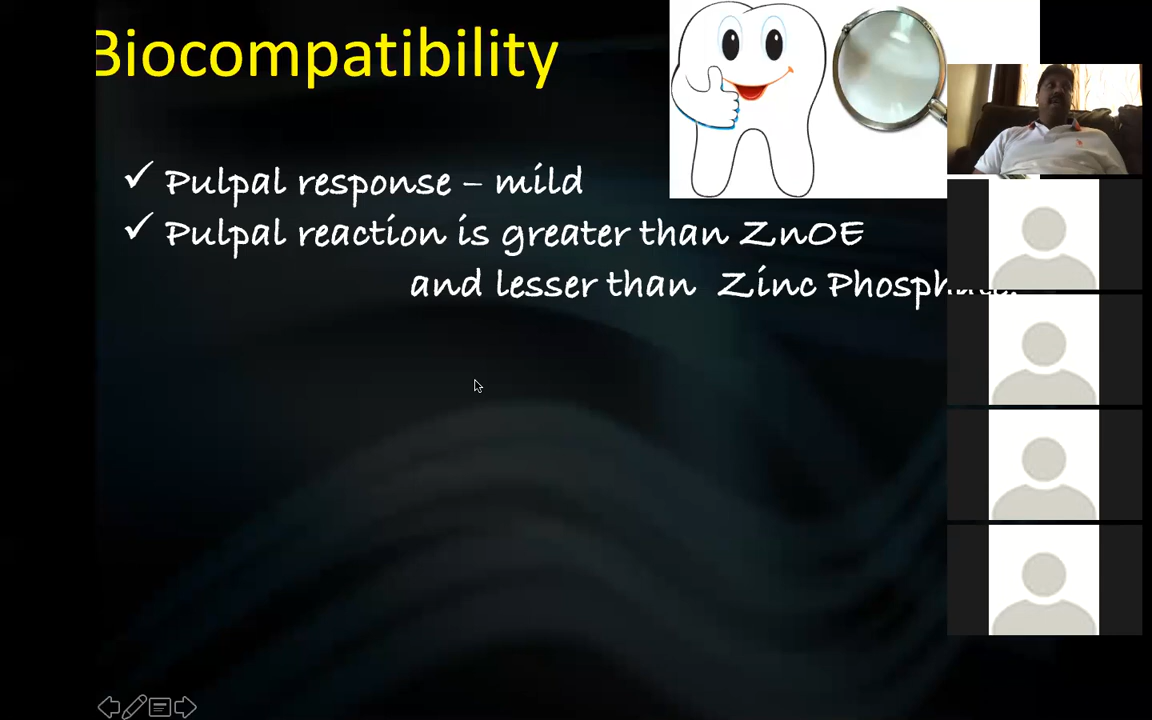 Biocompatibility
✓ Pulpal response – mild
✓ Pulpal reaction is greater than ZnOE
and lesser than Zinc